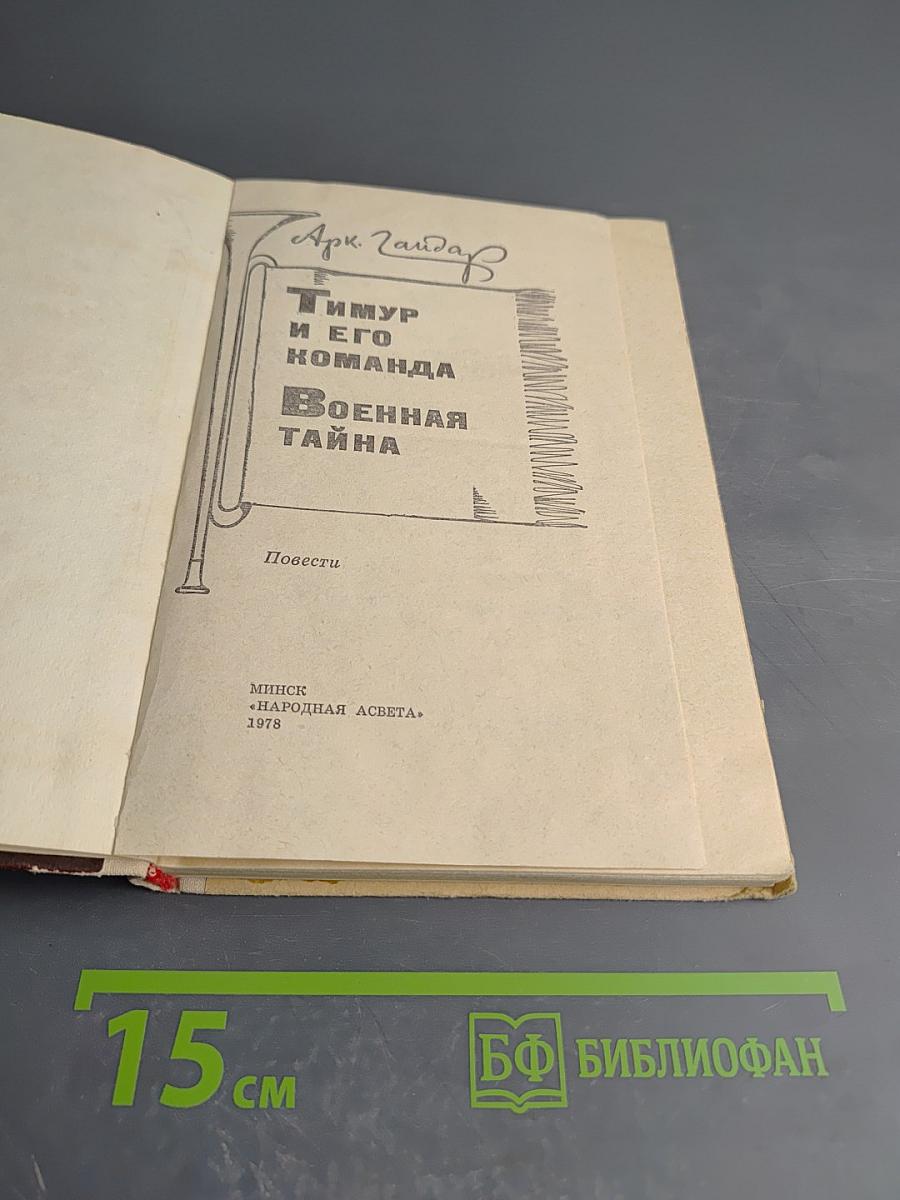 Арк. Гайдар
Тимур
и его
команда
Военная
тайна
Повести
МИНСК
«НАРОДНАЯ АСВЕТА»
1978
15 см
БФ БИБЛИОФАН